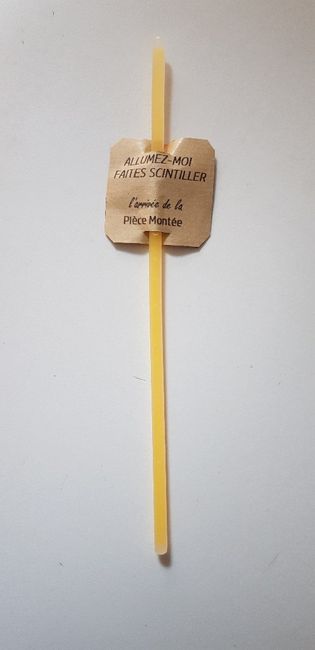 ALLUMEZ-MOI
FAITES SCINTILLER
l'arrivée de la
Pièce Montée